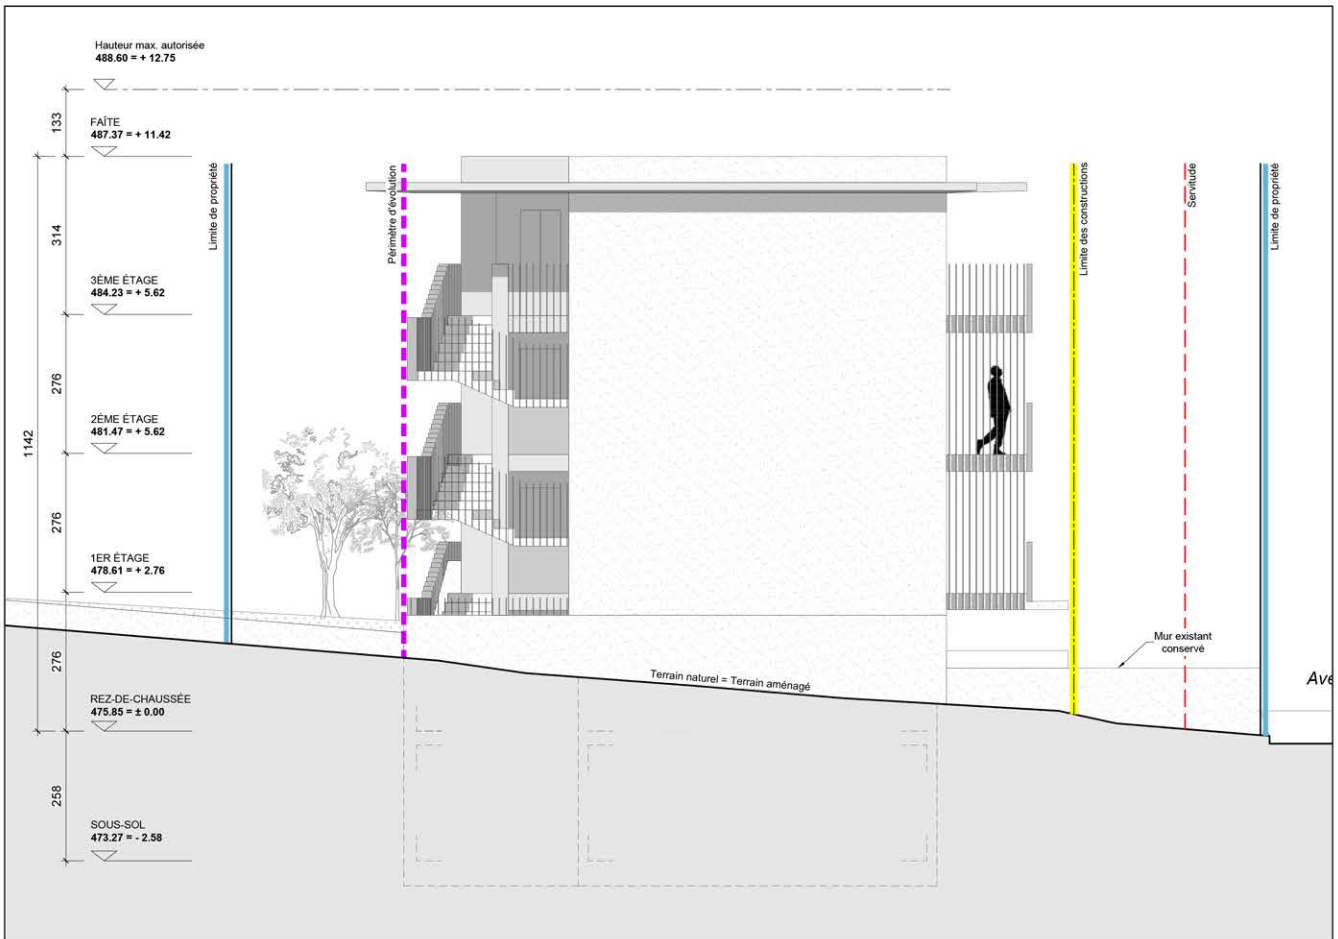 Hauteur max. autorisée
488.60 = + 12.75
133
FAÎTE
487.37 = + 11.42
Limite de propriété
Périmètre d'évolution
Limite des constructions
Servitude
Limite de propriété
314
3ÈME ÉTAGE
484.23 = + 5.62
276
2ÈME ÉTAGE
481.47 = + 5.62
1142
276
1ER ÉTAGE
478.61 = + 2.76
276
Mur existant
conservé
Terrain naturel = Terrain aménagé
Ave
REZ-DE-CHAUSSÉE
475.85 = ± 0.00
258
SOUS-SOL
473.27 = - 2.58